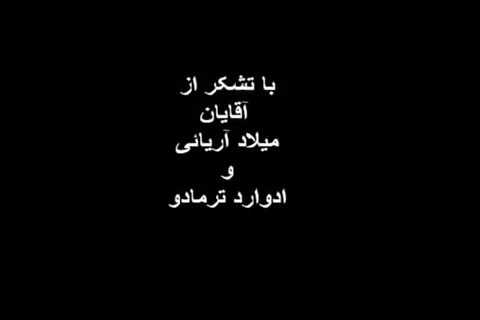 با تشکر از
آقایان
میلاد آریائی
و
ادوارد ترمادو